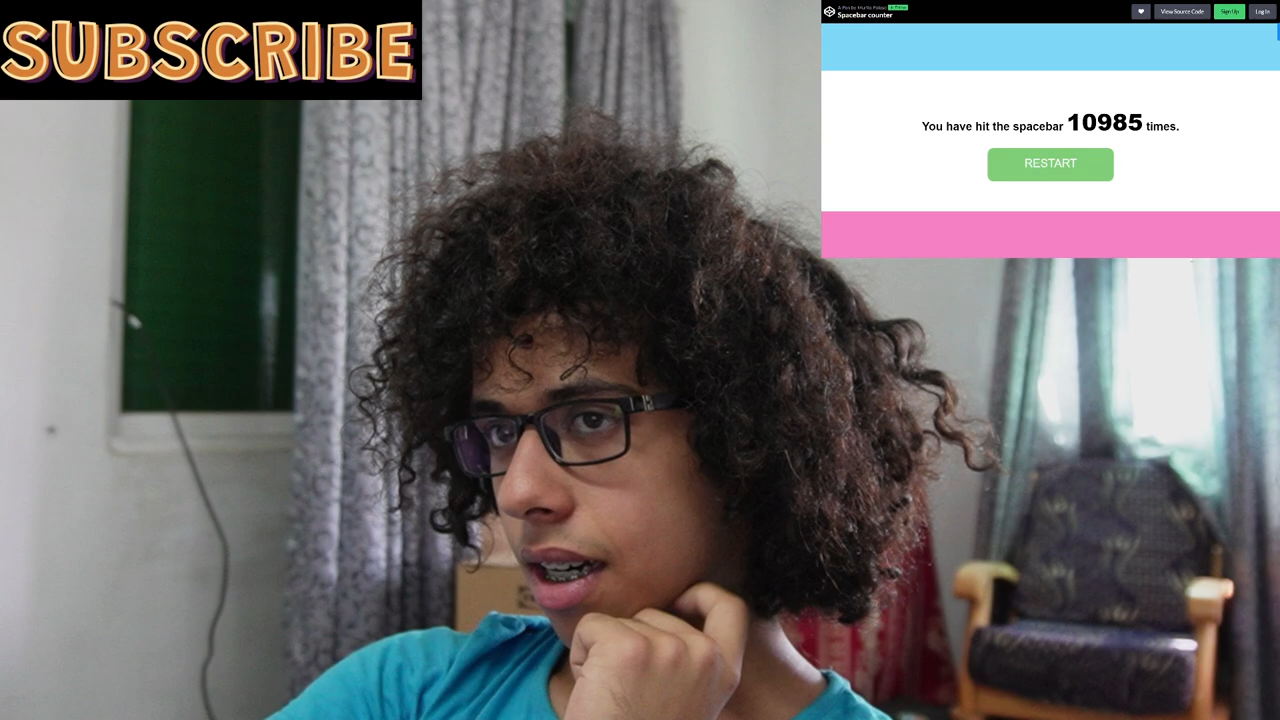 SUBSCRIBE
Spacebar counter
View Source Code
Sign Up
Log In
You have hit the spacebar 10985 times.
RESTART